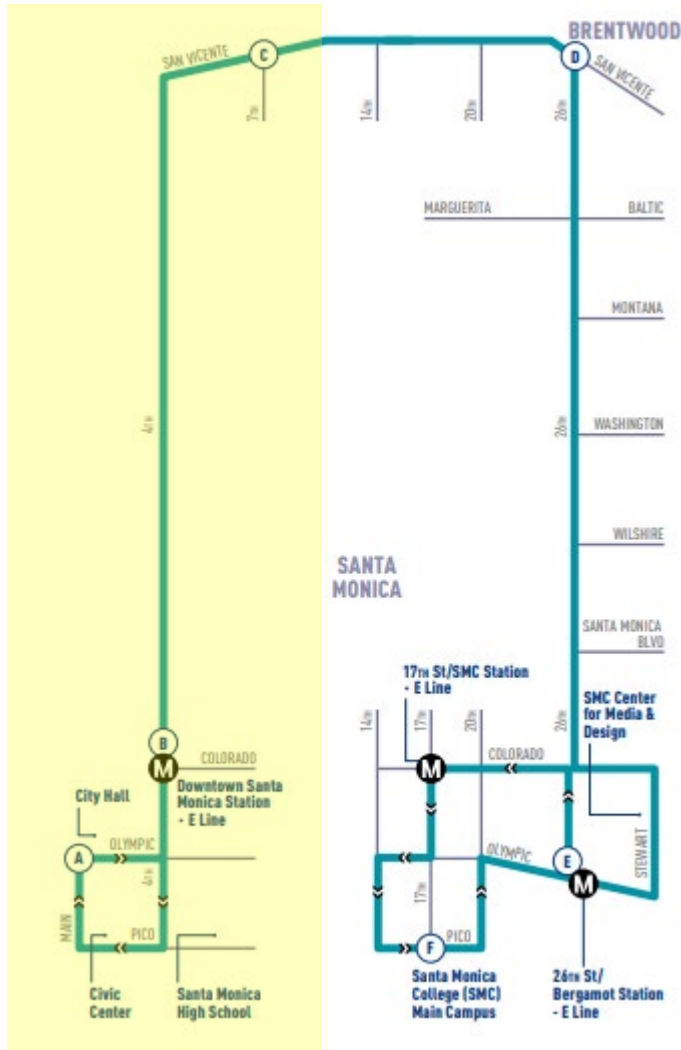 BRENTWOOD
SAN VICENTE
C
D
SAN VICENTE
7TH
14TH
20TH
26TH
MARGUERITA
BALTIC
MONTANA
4TH
26TH
WASHINGTON
WILSHIRE
SANTA
MONICA
SANTA MONICA
BLVD
17TH St/SMC Station
- E Line
SMC Center
for Media &
Design
14TH
17TH
20TH
26TH
B
COLORADO
COLORADO
M
Downtown Santa
Monica Station
- E Line
M
City Hall
OLYMPIC
A
4TH
MAIN
PICO
OLYMPIC
E
M
STEWART
17TH
F
PICO
Civic
Center
Santa Monica
High School
Santa Monica
College (SMC)
Main Campus
26TH St/
Bergamot Station
- E Line